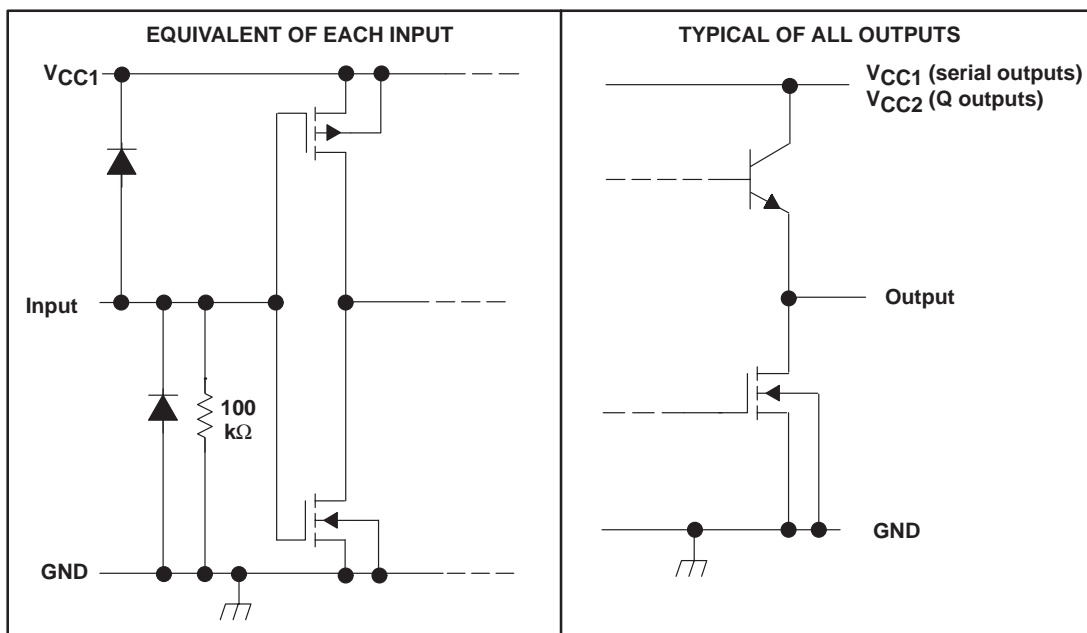 EQUIVALENT OF EACH INPUT
VCC1
Input
100
kΩ
GND
TYPICAL OF ALL OUTPUTS
VCC1 (serial outputs)
VCC2 (Q outputs)
Output
GND